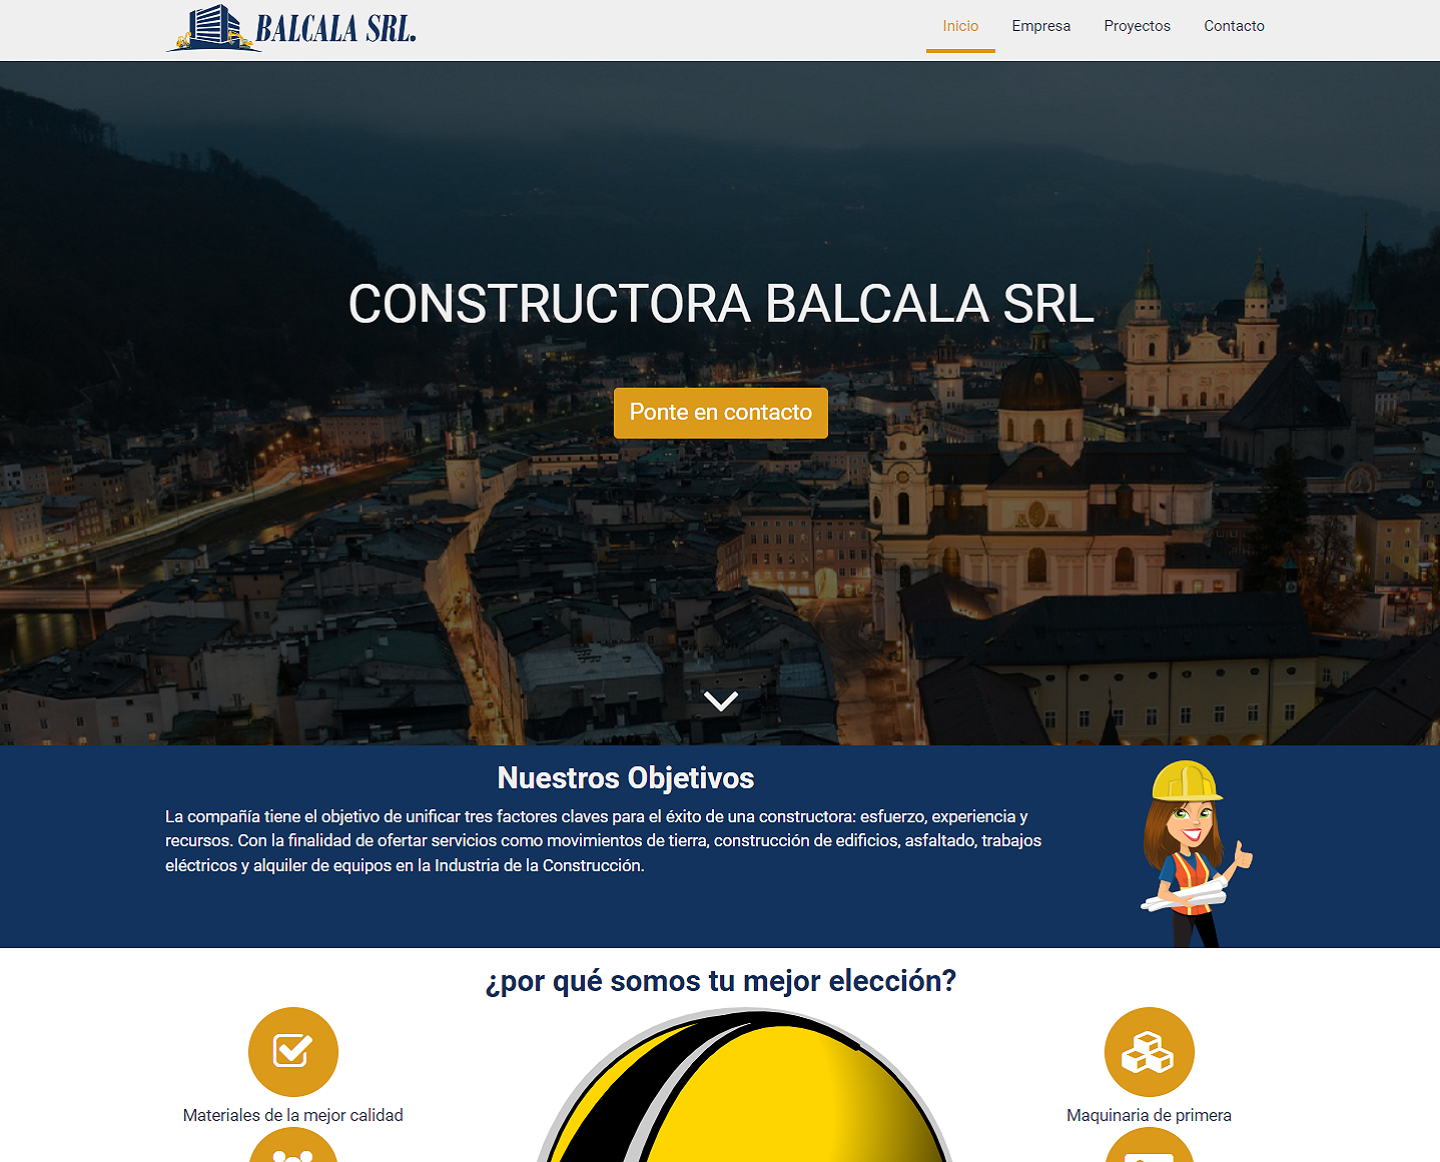 BALCALA SRL.
Inicio
Empresa
Proyectos
Contacto
CONSTRUCTORA BALCALA SRL
Ponte en contacto
Nuestros Objetivos
La compañía tiene el objetivo de unificar tres factores claves para el éxito de una constructora: esfuerzo, experiencia y
recursos. Con la finalidad de ofertar servicios como movimientos de tierra, construcción de edificios, asfaltado, trabajos
eléctricos y alquiler de equipos en la Industria de la Construcción.
¿por qué somos tu mejor elección?
Materiales de la mejor calidad
Maquinaria de primera